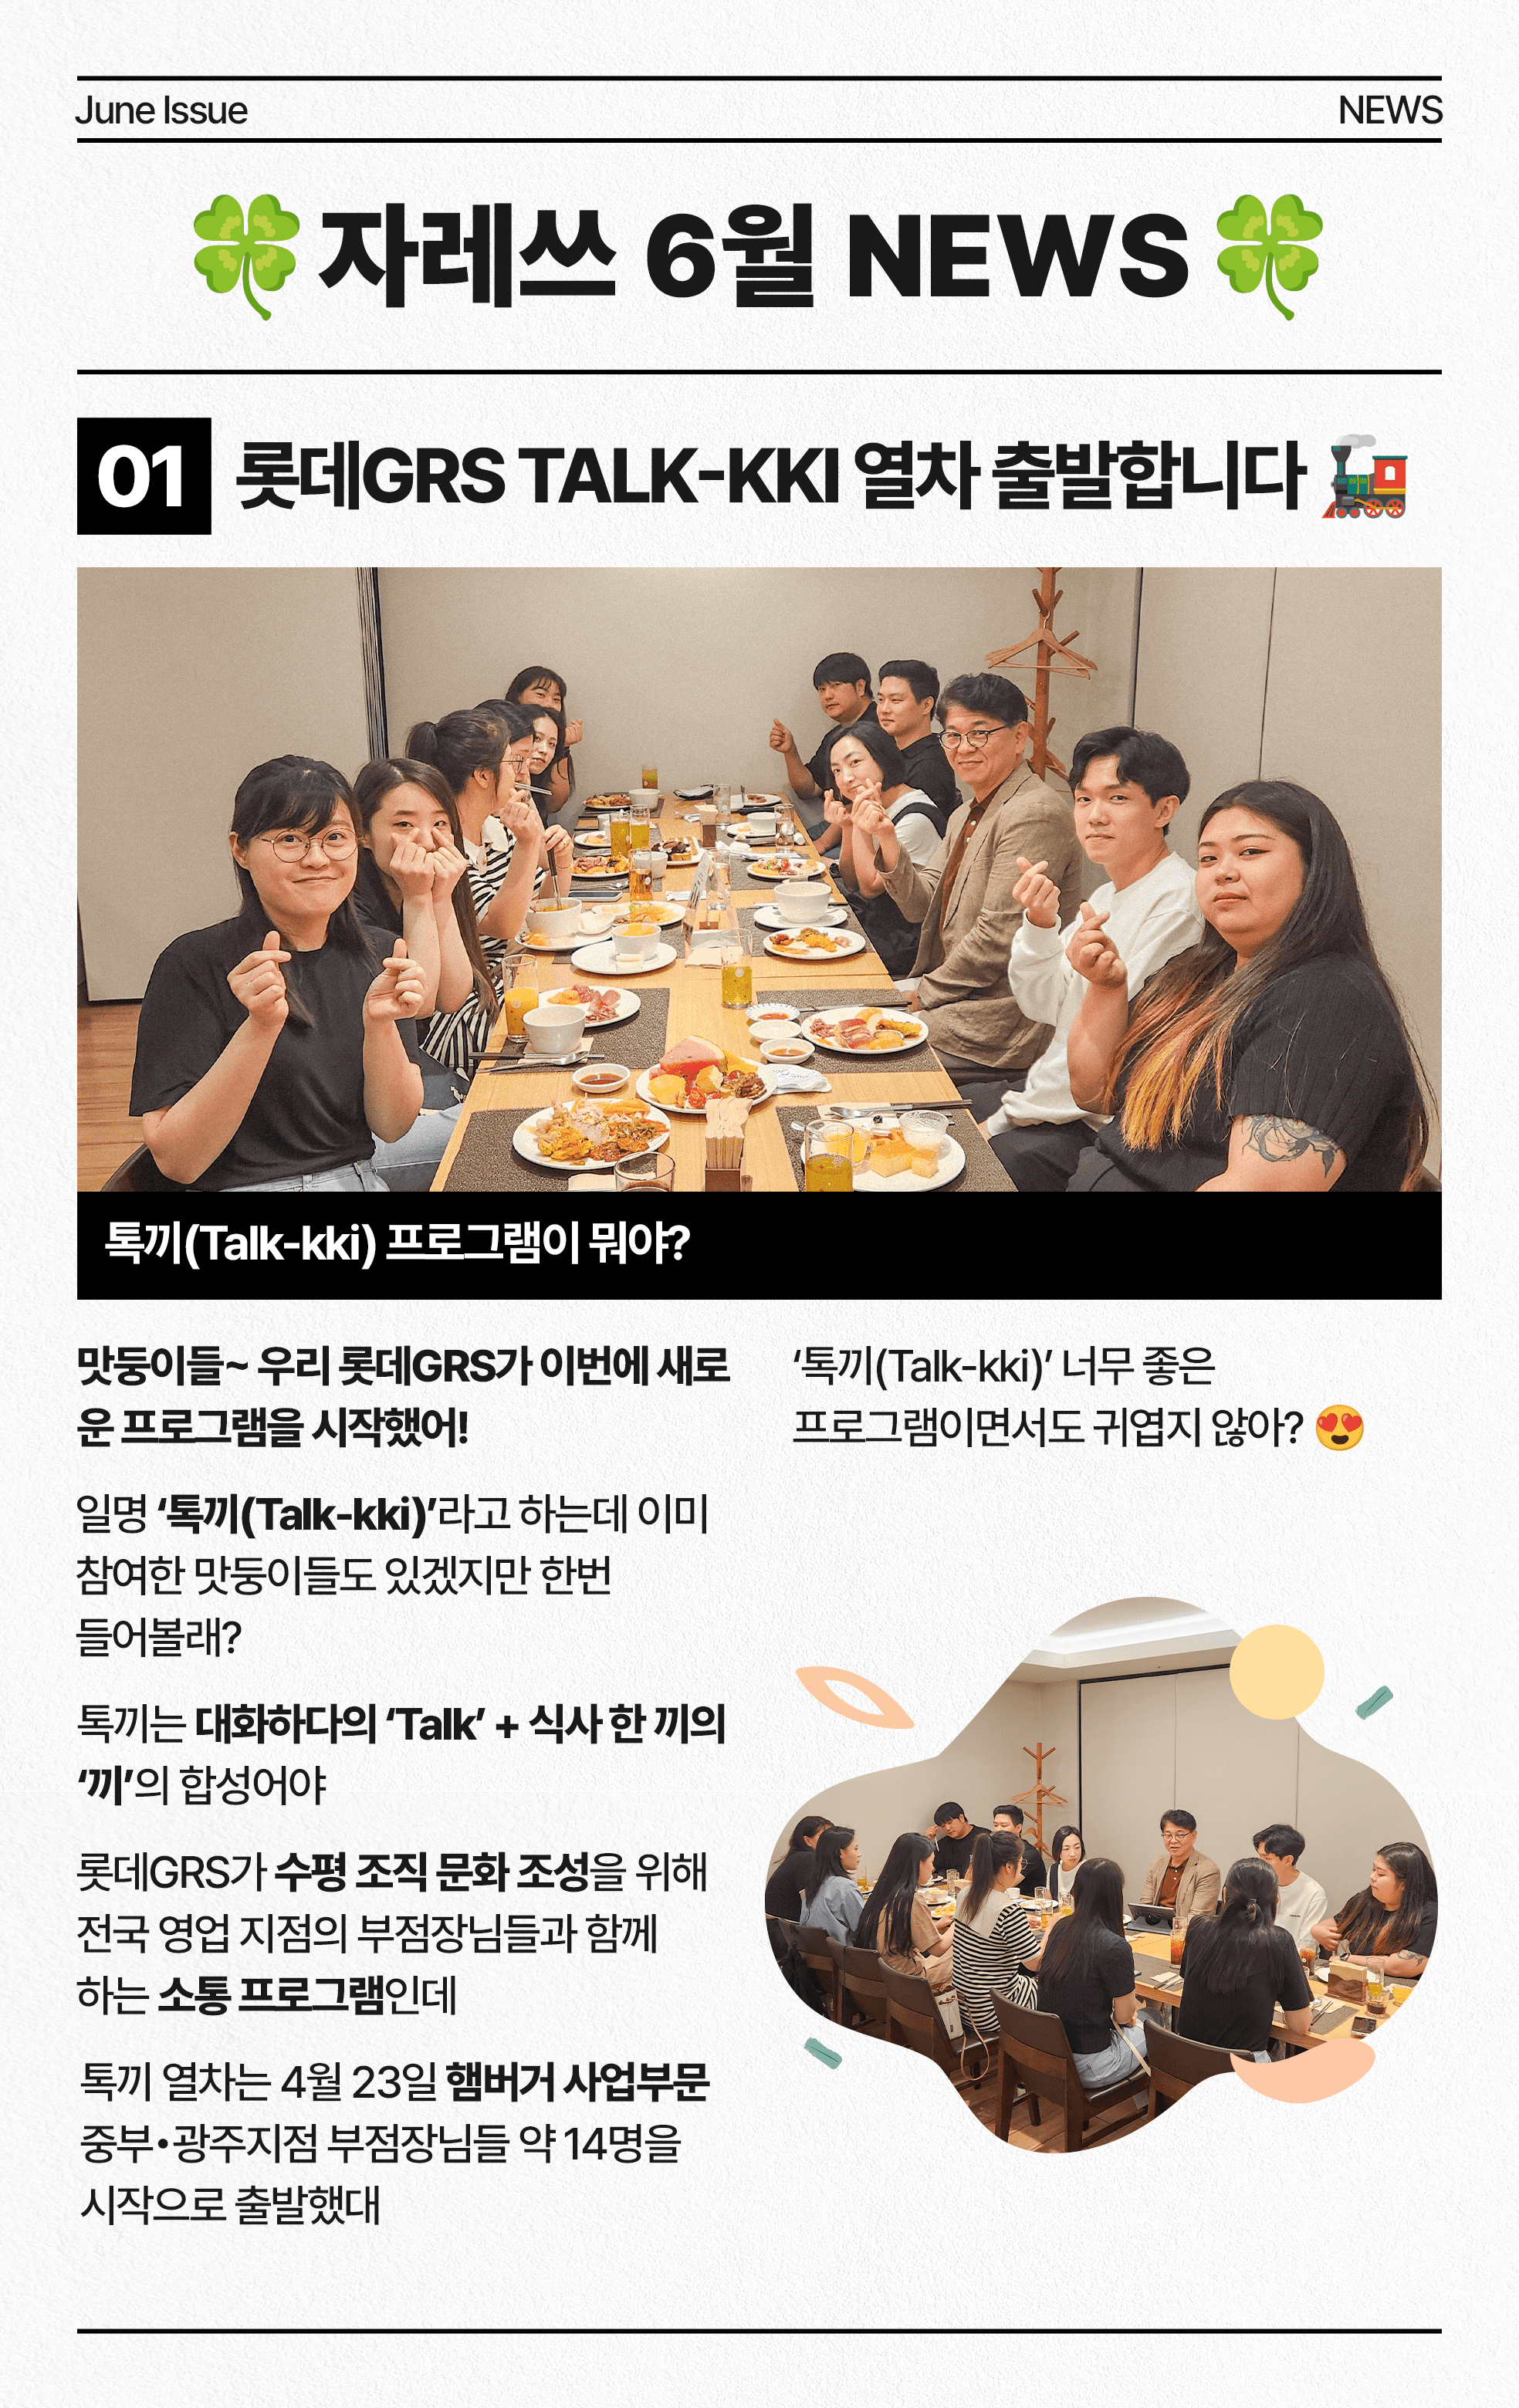 June Issue
NEWS
🍀자레쓰 6월 NEWS🍀
01
롯데GRS TALK-KKI 열차 출발합니다 🚂
톡끼(Talk-kki) 프로그램이 뭐야?
맛둥이들~ 우리 롯데GRS가 이번에 새로
운 프로그램을 시작했어!
일명 ‘톡끼(Talk-kki)’라고 하는데 이미
참여한 맛둥이들도 있겠지만 한번
들어볼래?
톡끼는 대화하다의 ‘Talk’ + 식사 한 끼의
‘끼’의 합성어야
롯데GRS가 수평 조직 문화 조성을 위해
전국 영업 지점의 부점장님들과 함께
하는 소통 프로그램인데
톡끼 열차는 4월 23일 햄버거 사업부문
중부•광주지점 부점장님들 약 14명을
시작으로 출발했대
‘톡끼(Talk-kki)’ 너무 좋은
프로그램이면서도 귀엽지 않아? 😍